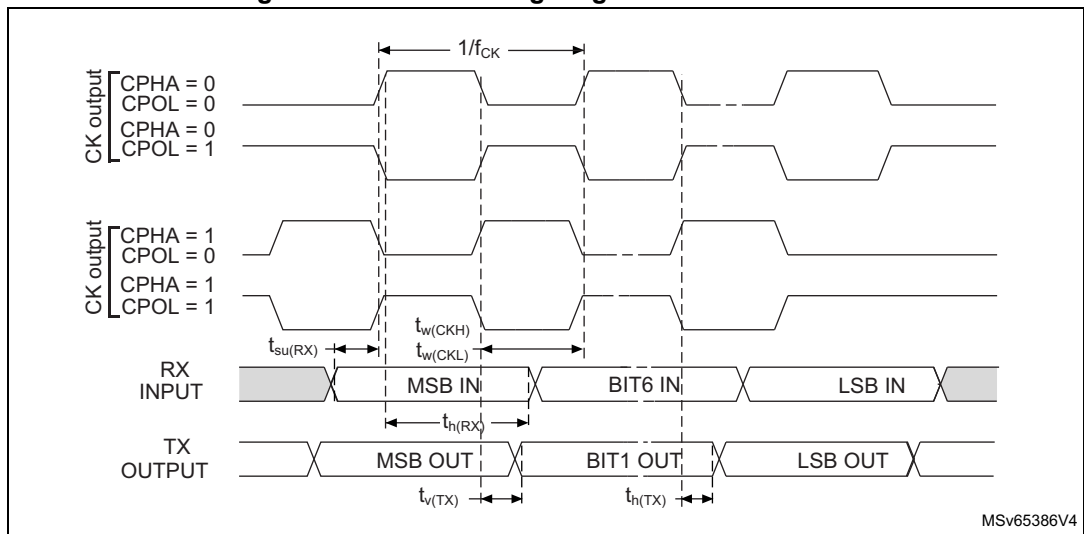 1/fCK
CK output
CPHA = 0
CPOL = 0
CPHA = 0
CPOL = 1
CK output
CPHA = 1
CPOL = 0
CPHA = 1
CPOL = 1
tw(CKH)
tsu(RX)
tw(CKL)
RX
INPUT
MSB IN
BIT6 IN
LSB IN
th(RX)
TX
OUTPUT
MSB OUT
BIT1 OUT
LSB OUT
tv(TX)
th(TX)
MSv65386V4